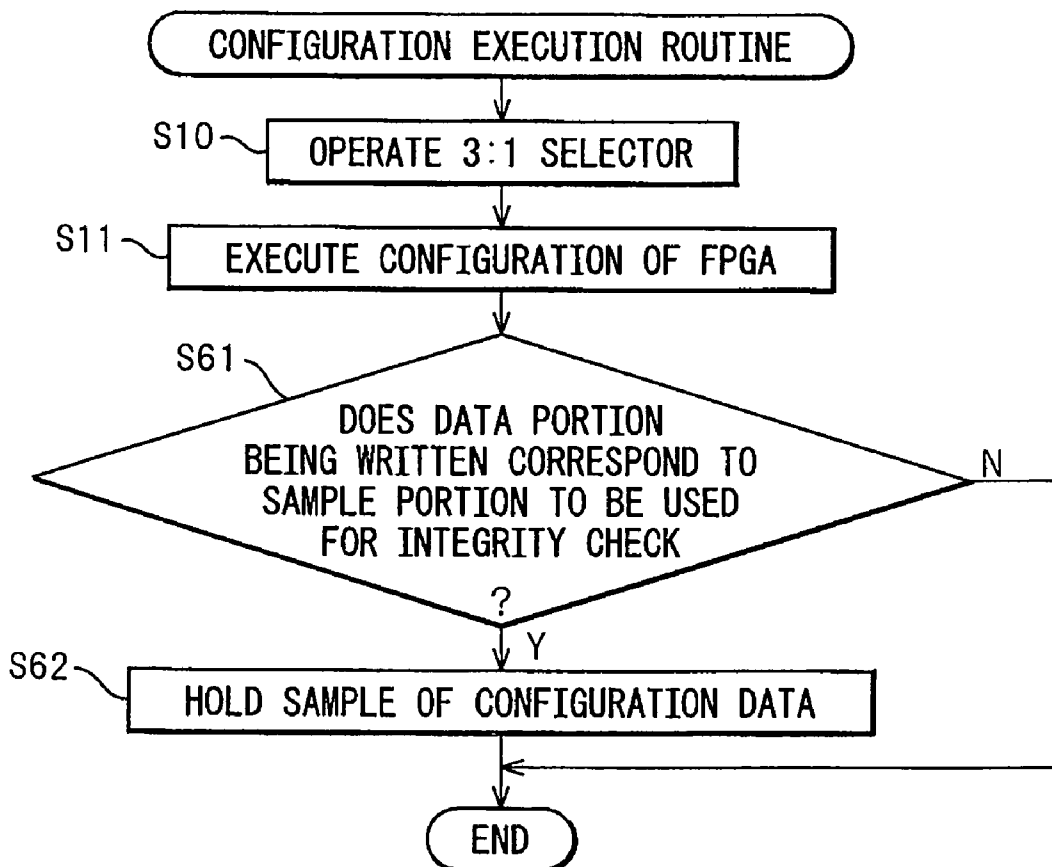 CONFIGURATION EXECUTION ROUTINE
S10
OPERATE 3:1 SELECTOR
S11
EXECUTE CONFIGURATION OF FPGA
S61
DOES DATA PORTION
BEING WRITTEN CORRESPOND TO
SAMPLE PORTION TO BE USED
FOR INTEGRITY CHECK
?
N
Y
S62
HOLD SAMPLE OF CONFIGURATION DATA
END